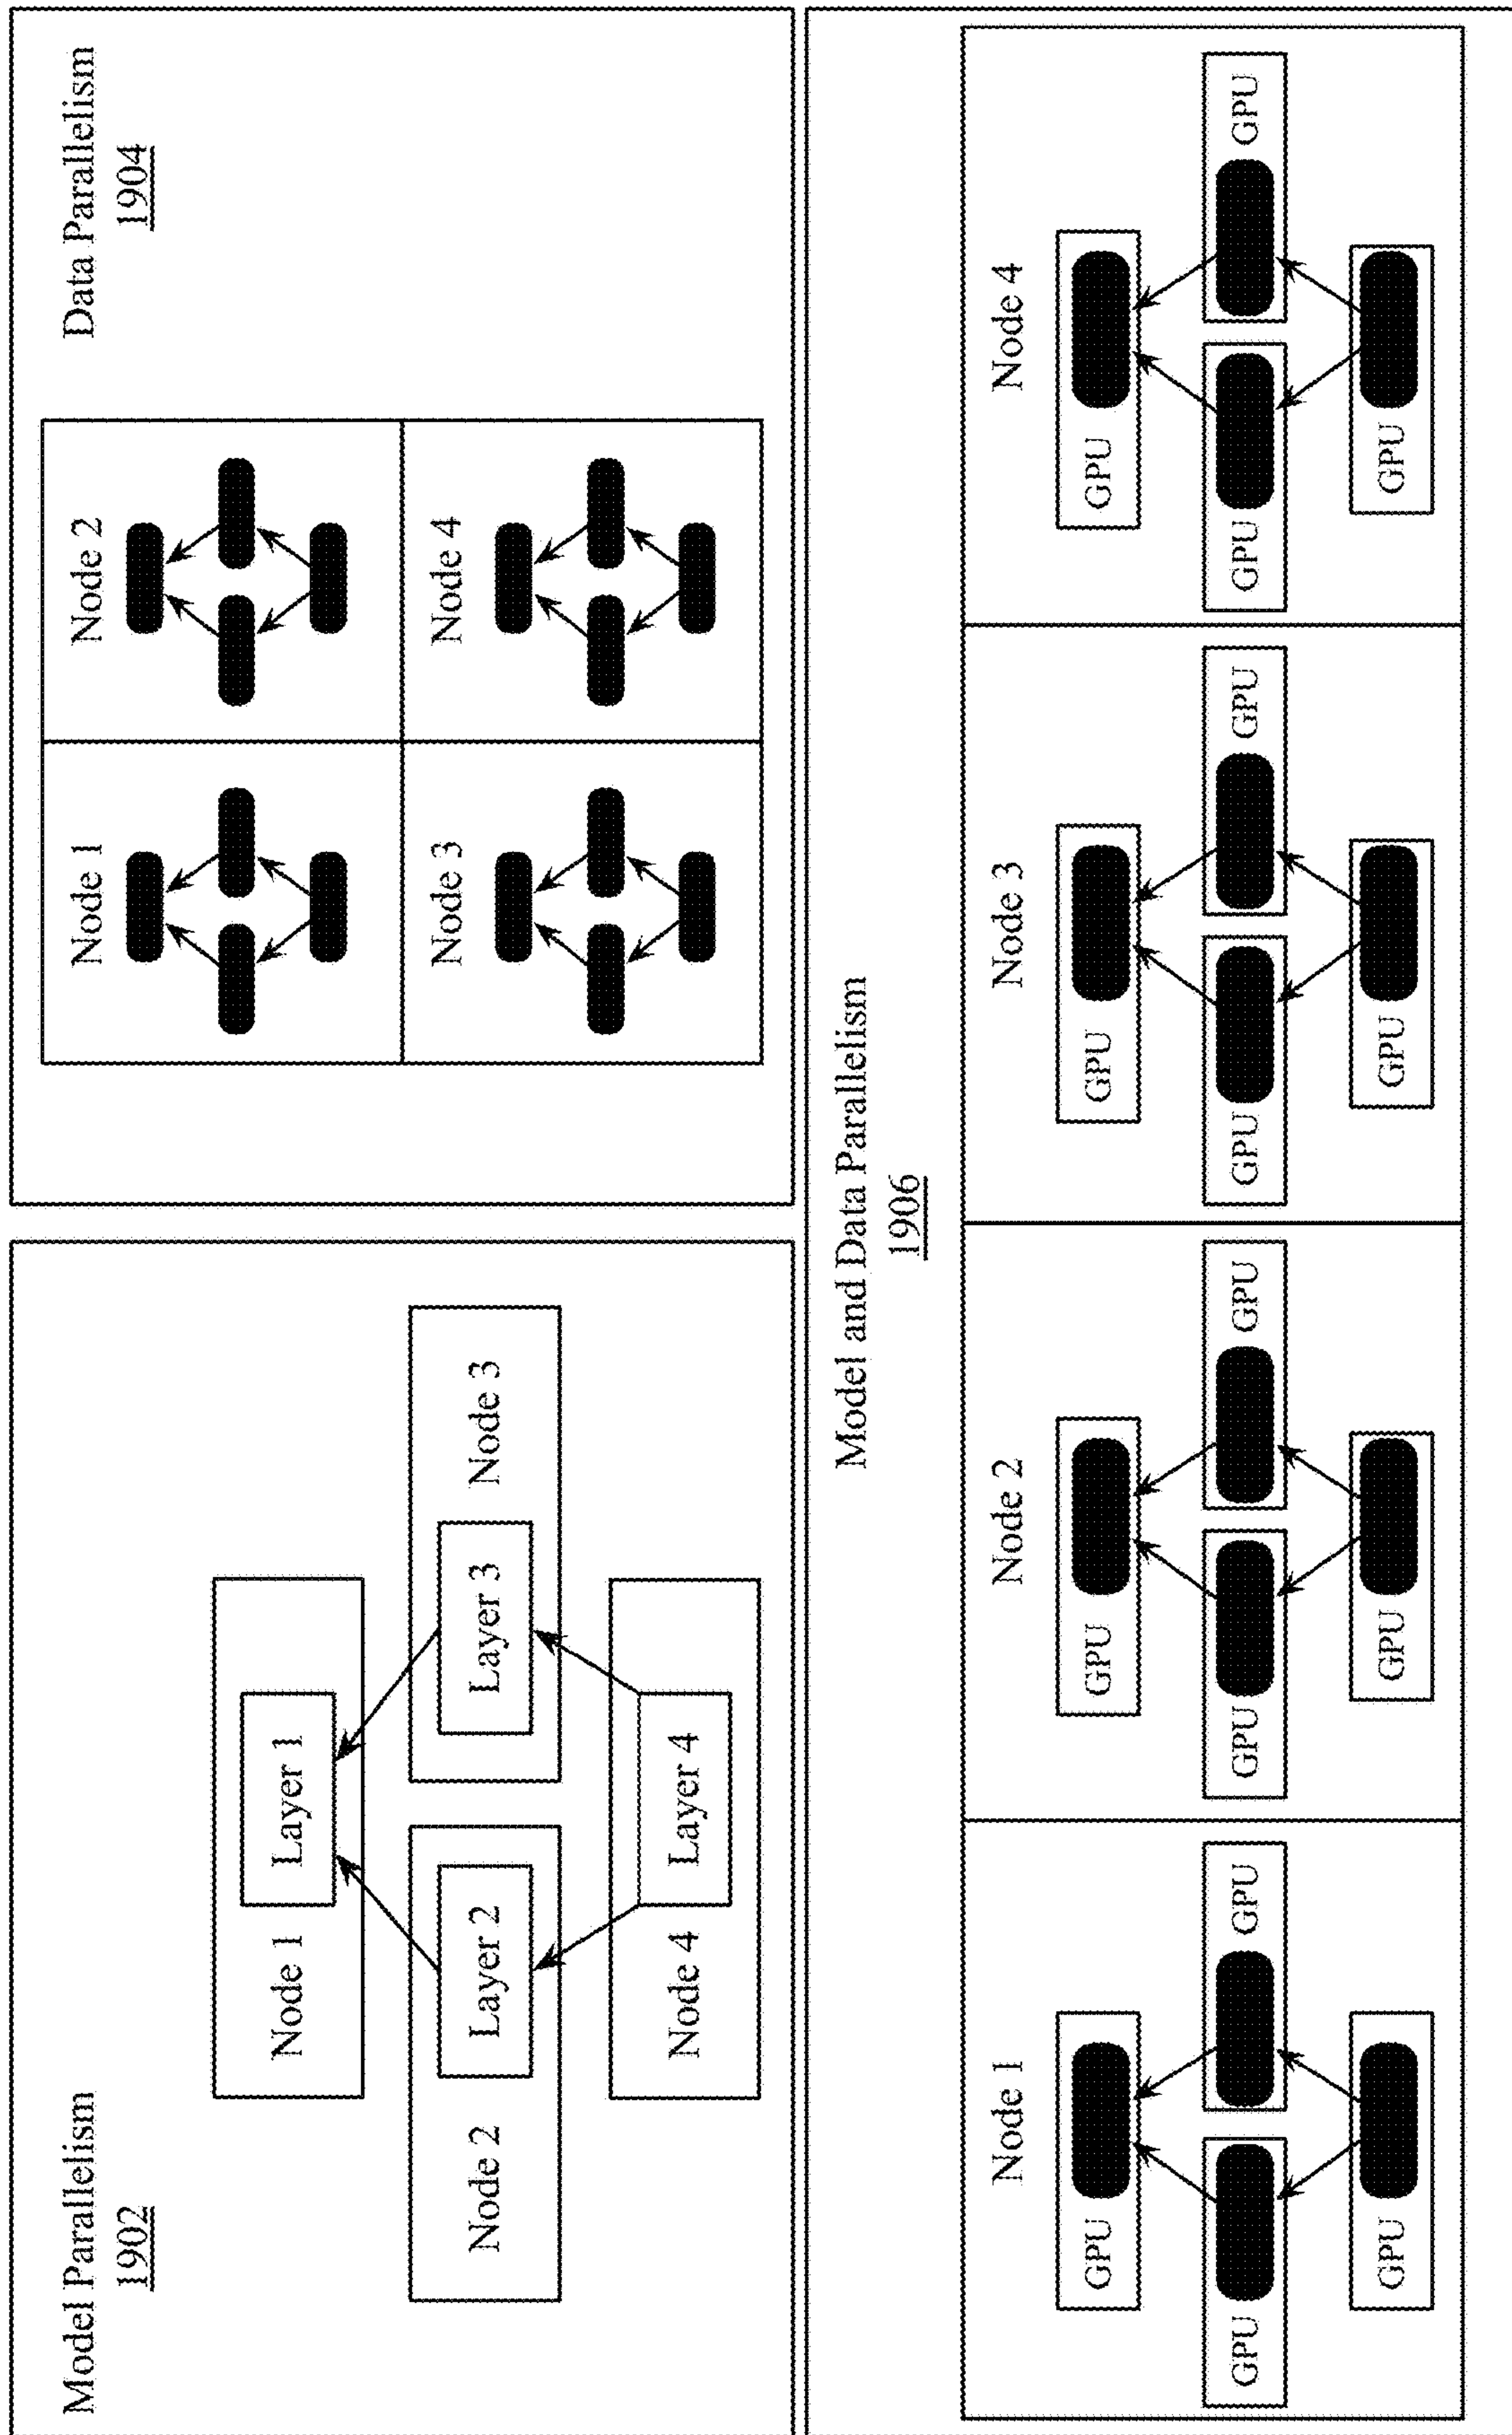 Model Parallelism
1902
Node 1
Layer 1
Node 2
Layer 2
Layer 3
Node 3
Node 4
Layer 4
Data Parallelism
1904
Node 1
Node 2
Node 3
Node 4
Model and Data Parallelism
1906
Node 1
GPU
GPU
GPU
GPU
Node 2
GPU
GPU
GPU
GPU
Node 3
GPU
GPU
GPU
GPU
Node 4
GPU
GPU
GPU
GPU